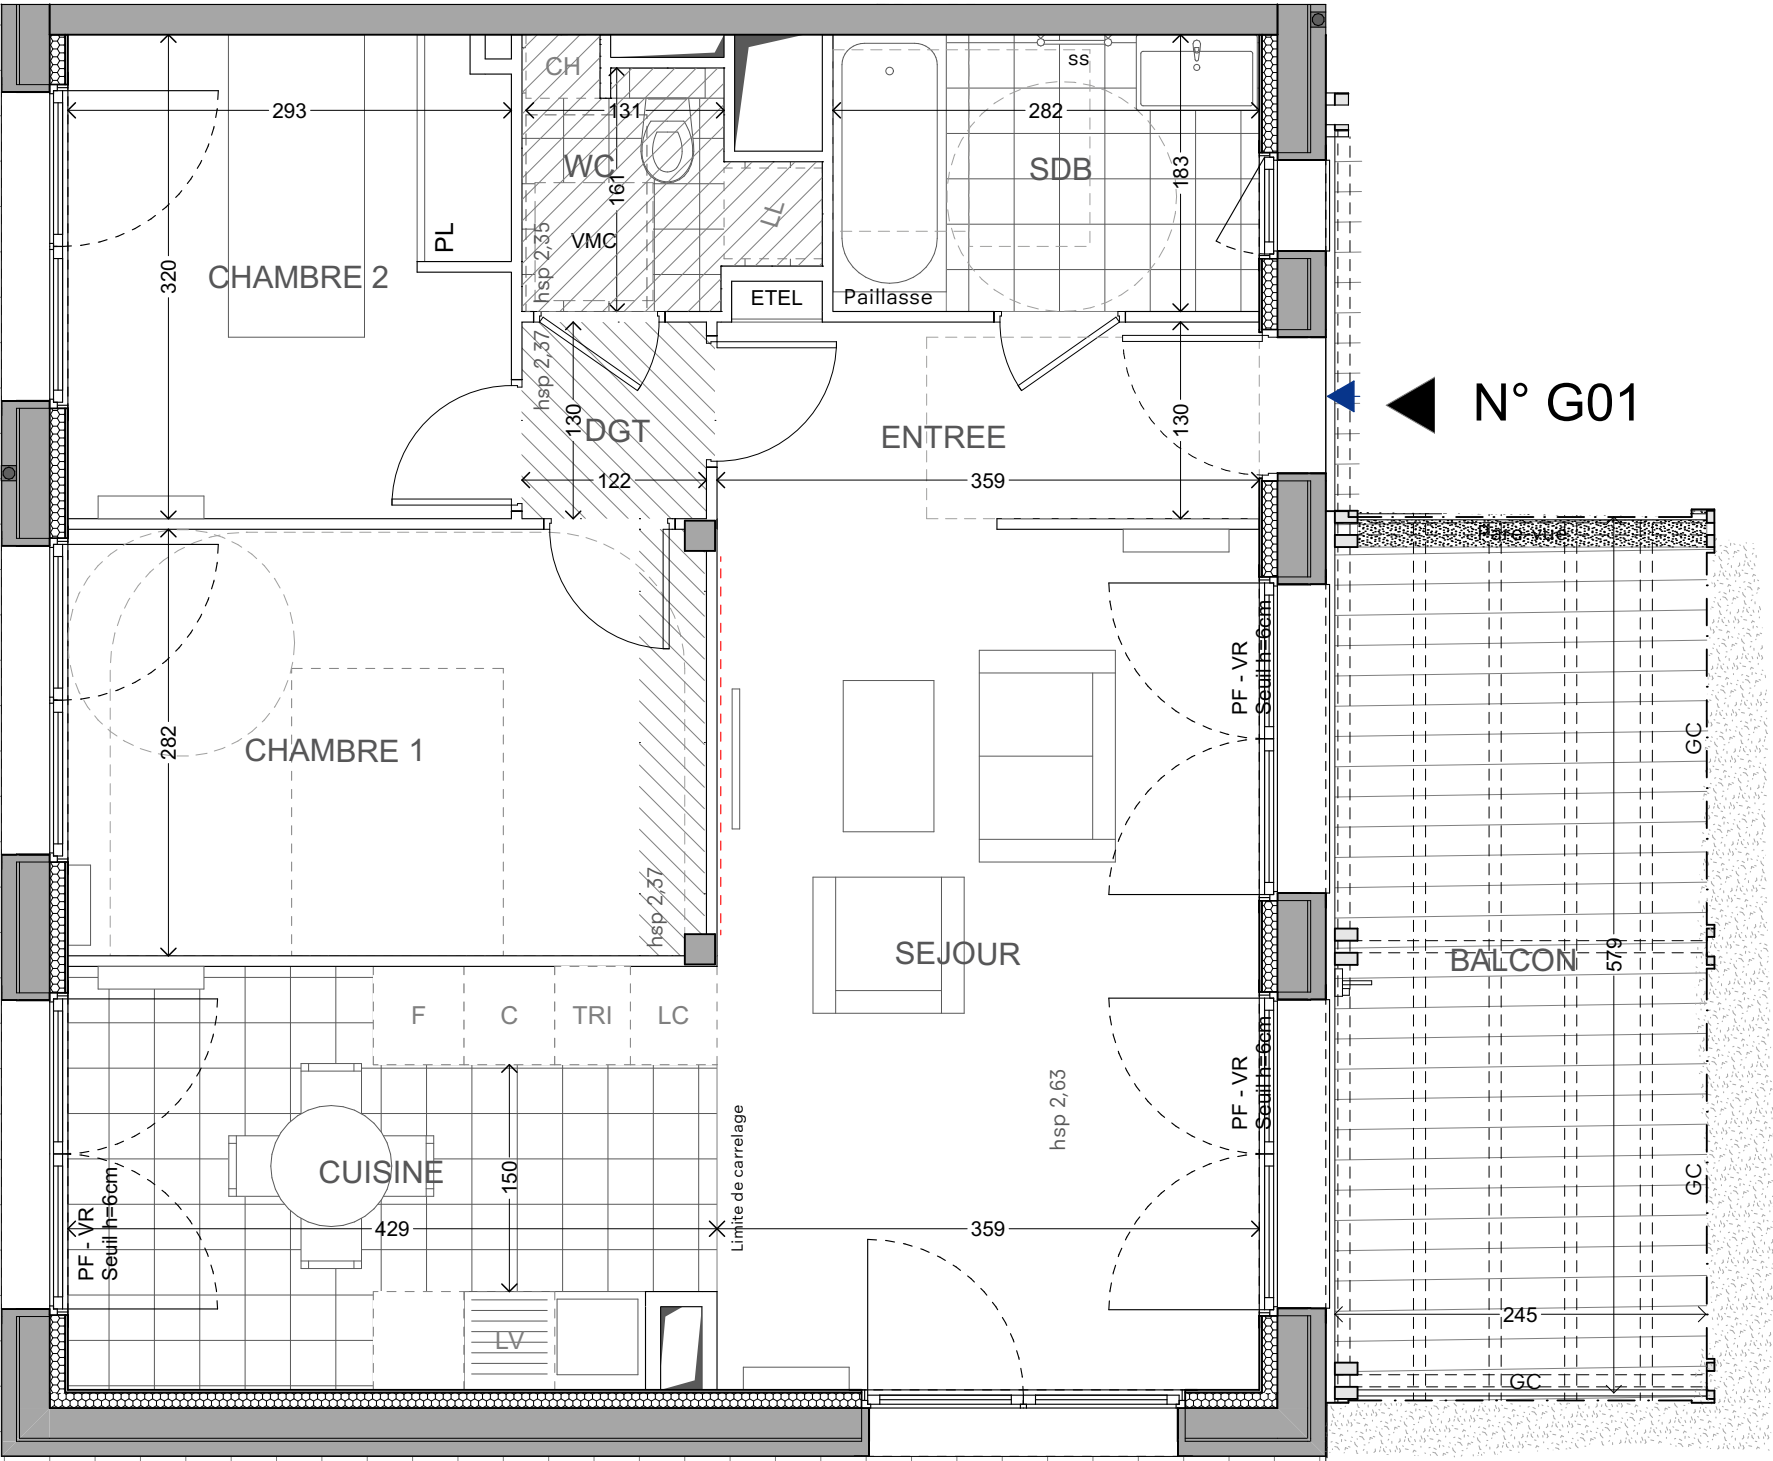 CH
ss
293
131
282
WC
161
SDB
183
LL
PL
hsp 2,35
VMC
320
CHAMBRE 2
ETEL
Paillasse
hsp 2,37
130
DGT
ENTREE
130
N° G01
122
359
Pare-vue
PF - VR
Seuil h=6cm
282
CHAMBRE 1
GC
hsp 2,37
SEJOUR
BALCON
579
F
C
TRI
LC
PF - VR
Seuil h=6cm
hsp 2,63
Limite de carrelage
CUISINE
150
GC
PF - VR
Seuil h=6cm
429
359
245
LV
GC